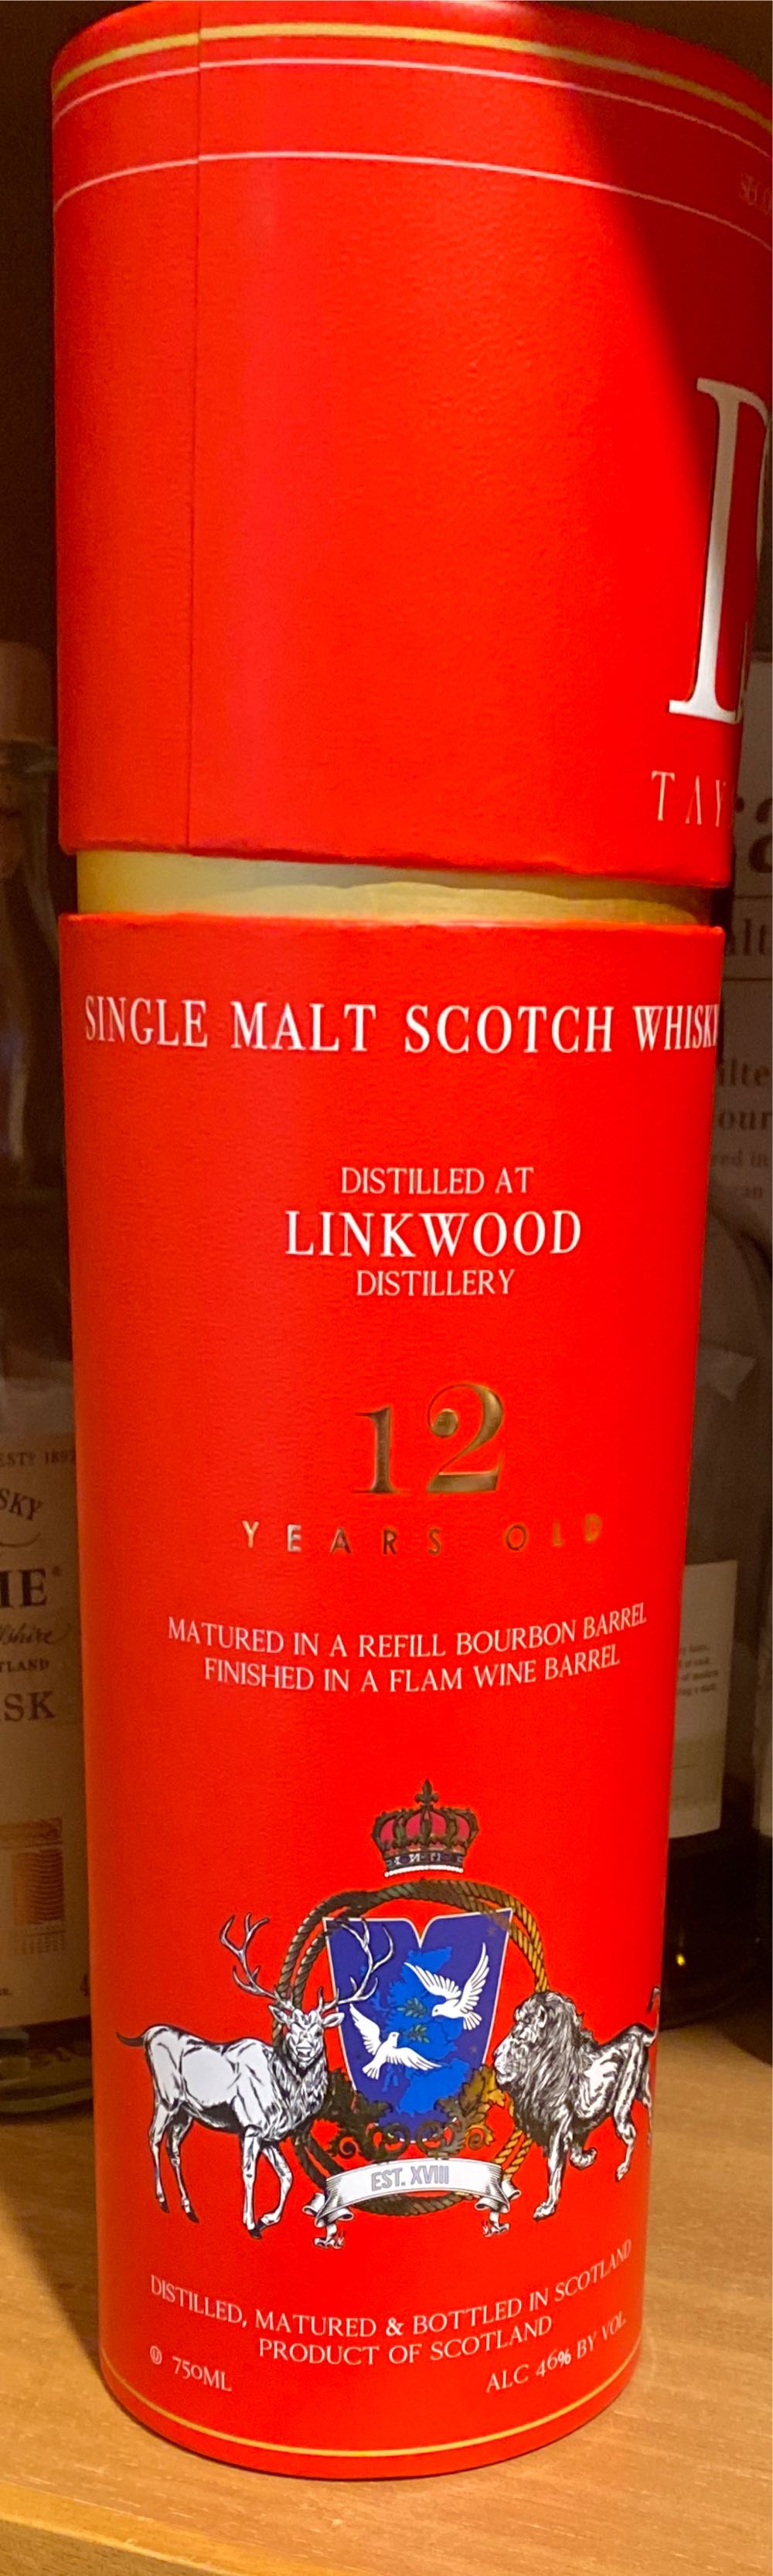 TAY
SINGLE MALT SCOTCH WHISKY
DISTILLED AT
LINKWOOD
DISTILLERY
12
YEARS OLD
MATURED IN A REFILL BOURBON BARREL
FINISHED IN A FLAM WINE BARREL
EST. XVIII
DISTILLED, MATURED & BOTTLED IN SCOTLAND
PRODUCT OF SCOTLAND
Ⓤ 750ML
ALC 46% BY VOL